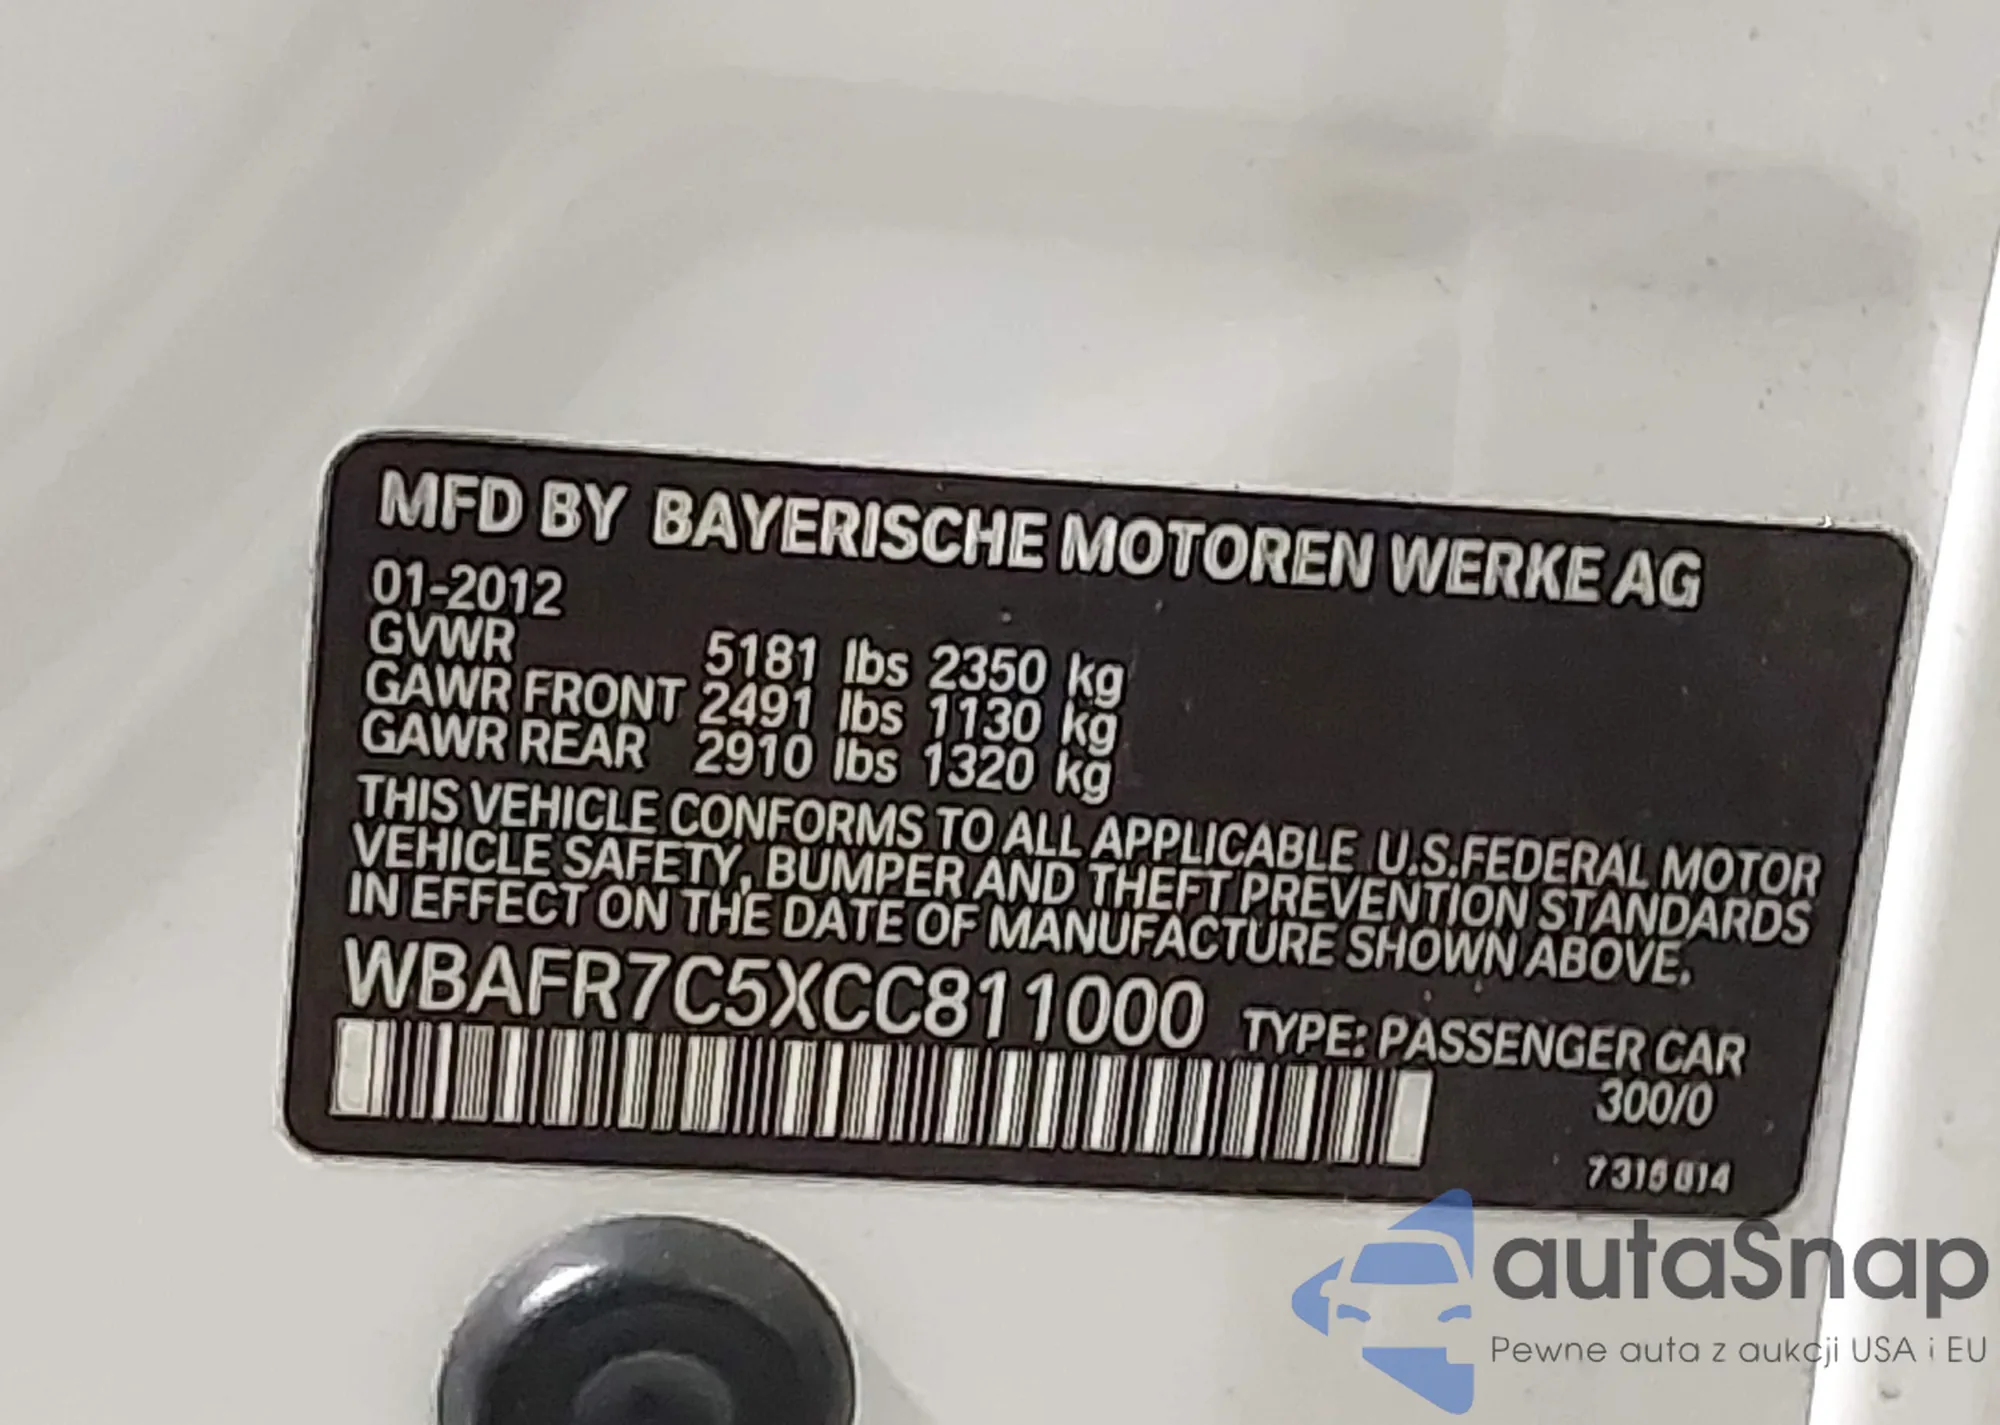 MFD BY BAYERISCHE MOTOREN WERKE AG
01-2012
GVWR 5181 lbs 2350 kg
GAWR FRONT 2491 lbs 1130 kg
GAWR REAR 2910 lbs 1320 kg
THIS VEHICLE CONFORMS TO ALL APPLICABLE U.S.FEDERAL MOTOR
VEHICLE SAFETY, BUMPER AND THEFT PREVENTION STANDARDS
IN EFFECT ON THE DATE OF MANUFACTURE SHOWN ABOVE.
WBAFR7C5XCC811000 TYPE: PASSENGER CAR
300/0
7316014
autaSnap
Pewne auta z aukcji USA i EU